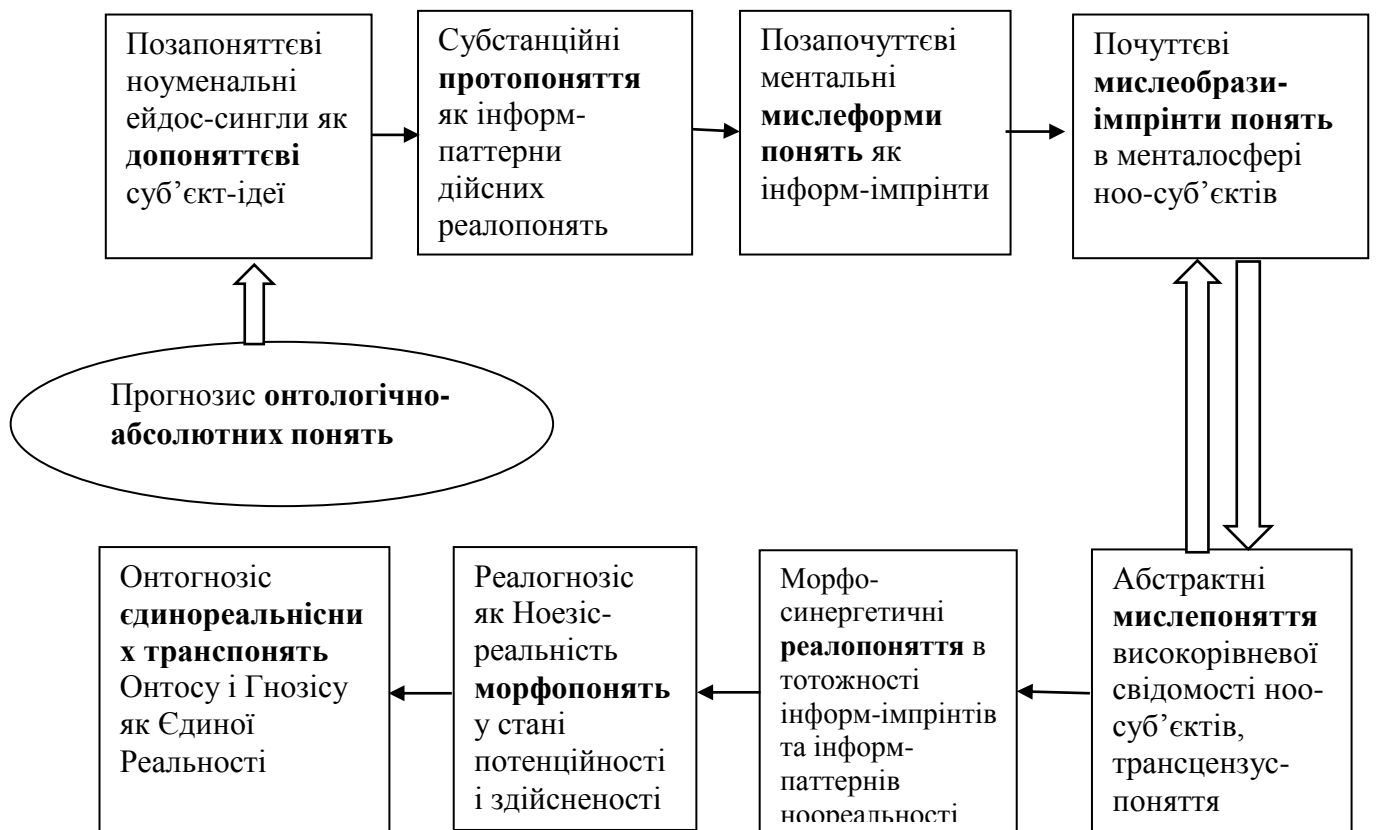 Позапоняттєві
ноуменальні
ейдос-сингли як
допоняттєві
суб’єкт-ідеї
Субстанційні
протопоняття
як інформ-
паттерни
дійсних
реалопонять
Позапочуттєві
ментальні
мислеформи
понять як
інформ-імпрінти
Почуттєві
мислеобрази-
імпрінти понять
в менталосфері
ноо-суб’єктів
Прогнозис онтологічно-
абсолютних понять
Онтогнозіс
єдинореальнісни
х транспонять
Онтосу і Гнозісу
як Єдиної
Реальності
Реалогнозіс
як Ноезіс-
реальність
морфопонять
у стані
потенційності
і здійсненості
Морфо-
синергетичні
реалопоняття в
тотожності
інформ-імпрінтів
та інформ-
паттернів
ноореальності
Абстрактні
мислепоняття
високорівневої
свідомості ноо-
суб’єктів,
трансцензус-
поняття